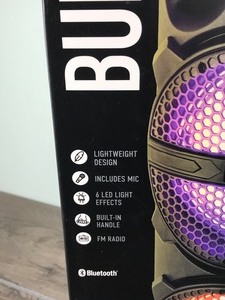 BU
LIGHTWEIGHT
DESIGN
INCLUDES MIC
6 LED LIGHT
EFFECTS
BUILT-IN
HANDLE
FM RADIO
Bluetooth®